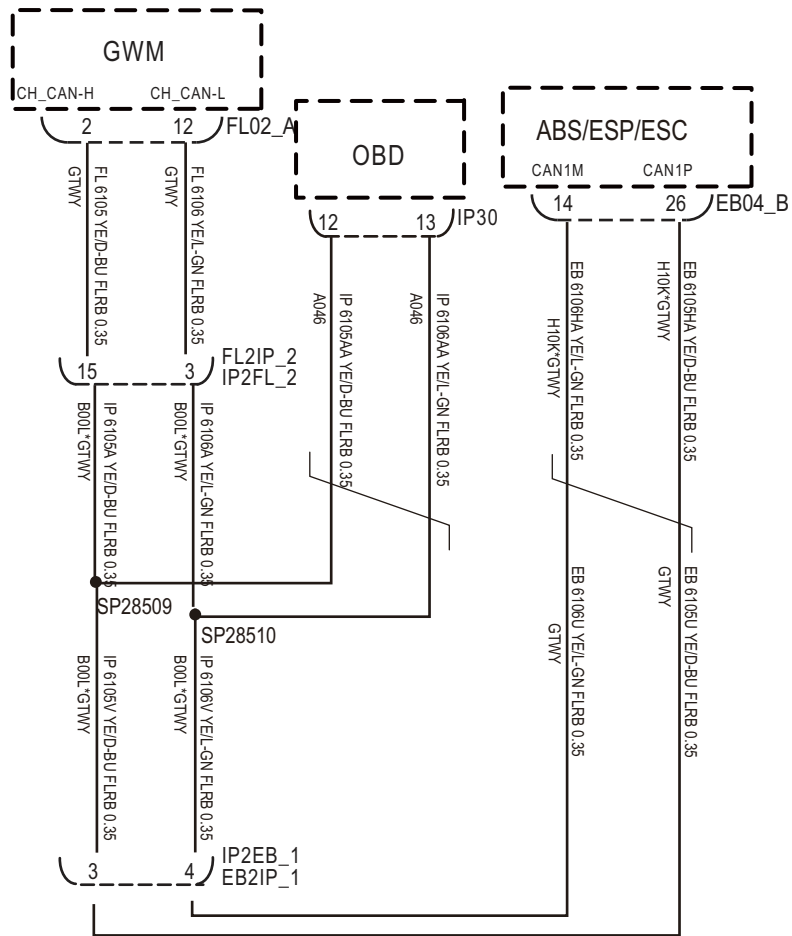 GWM
CH_CAN-H CH_CAN-L
2 12 FL02_A
OBD
12 13 IP30
ABS/ESP/ESC
CAN1M CAN1P
14 26 EB04_B
FL 6105 YE/D-BU FLRB 0.35
GTWY
FL 6106 YE/L-GN FLRB 0.35
GTWY
IP 6105AA YE/D-BU FLRB 0.35
A046
IP 6106AA YE/L-GN FLRB 0.35
A046
EB 6106HA YE/L-GN FLRB 0.35
H10K*GTWY
EB 6105HA YE/D-BU FLRB 0.35
H10K*GTWY
15 3 FL2IP_2
IP2FL_2
IP 6105A YE/D-BU FLRB 0.35
B00L*GTWY
IP 6106A YE/L-GN FLRB 0.35
B00L*GTWY
SP28509
SP28510
EB 6106U YE/L-GN FLRB 0.35
GTWY
EB 6105U YE/D-BU FLRB 0.35
GTWY
IP 6105V YE/D-BU FLRB 0.35
B00L*GTWY
IP 6106V YE/L-GN FLRB 0.35
B00L*GTWY
3 4 IP2EB_1
EB2IP_1